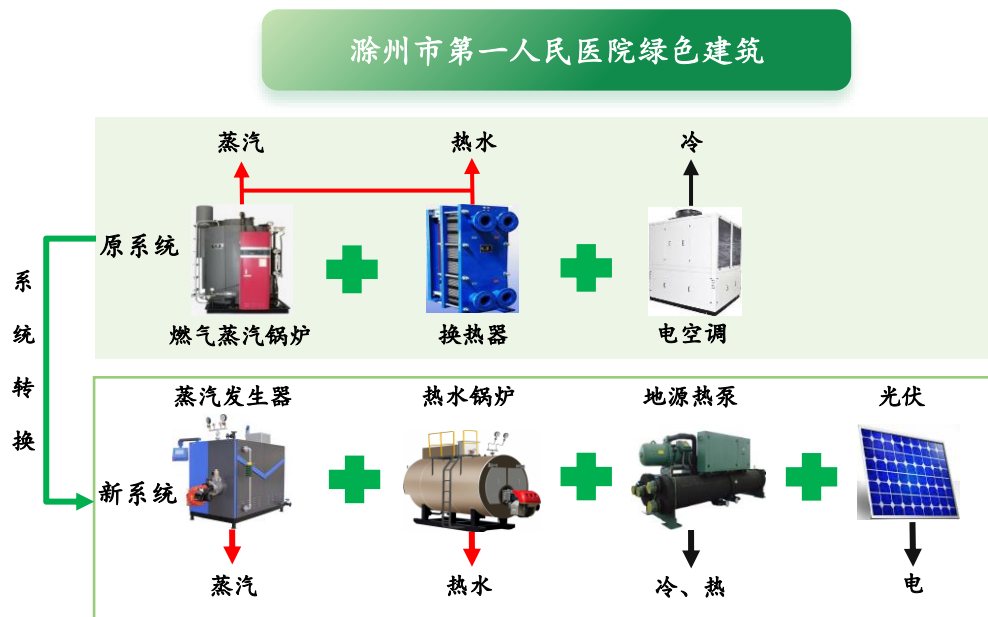 滁州市第一人民医院绿色建筑
蒸汽
热水
冷
原系统
燃气蒸汽锅炉
换热器
电空调
系统转换
蒸汽发生器
热水锅炉
地源热泵
光伏
新系统
蒸汽
热水
冷、热
电